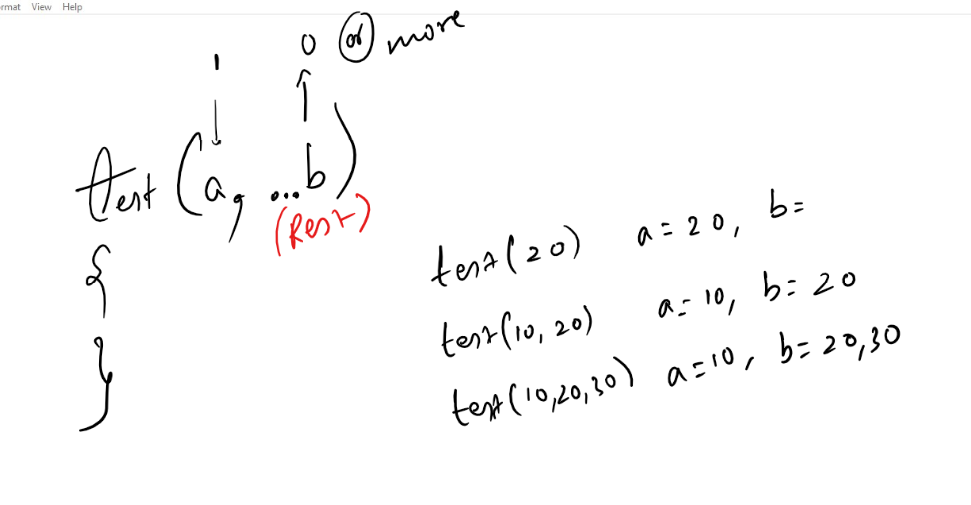 rmat View Help
1 0 or more
test (a, ...b)
(Rest)
{
}
test(20) a = 20, b =
test(10, 20) a = 10, b = 20
test(10,20,30) a = 10, b = 20,30